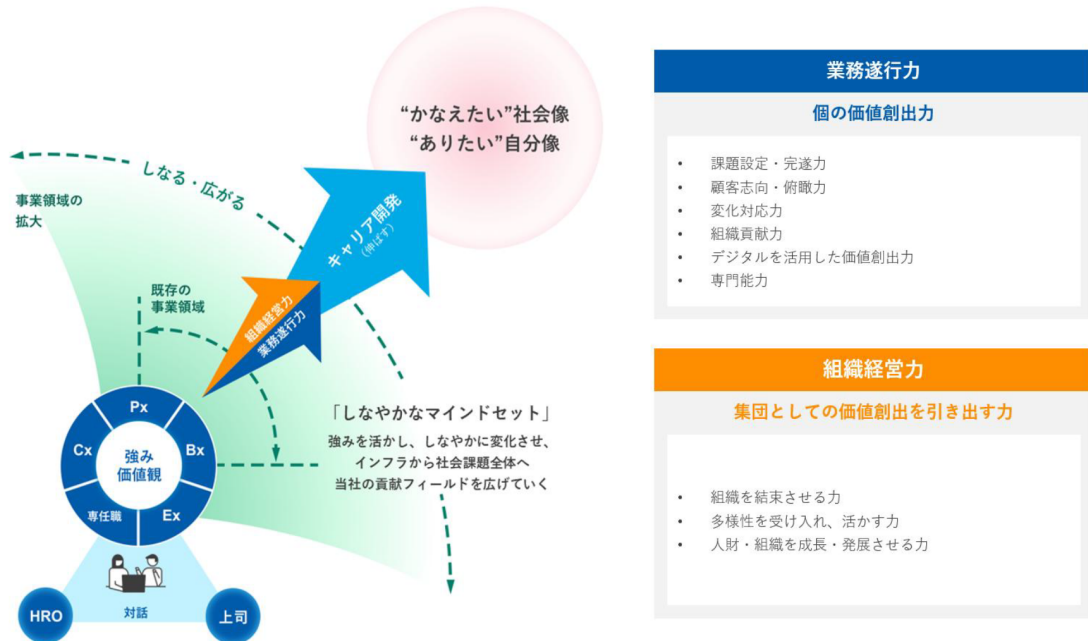 “かなえたい”社会像
“ありたい”自分像
しなる・広がる
事業領域の
拡大
キャリア開発
(伸ばす)
既存の
事業領域
組織経営力
業務遂行力
「しなやかなマインドセット」
強みを活かし、しなやかに変化させ、
インフラから社会課題全体へ
当社の貢献フィールドを広げていく
Px
Cx
Bx
強み
価値観
専任職
Ex
HRO
対話
上司
業務遂行力
個の価値創出力
• 課題設定・完遂力
• 顧客志向・俯瞰力
• 変化対応力
• 組織貢献力
• デジタルを活用した価値創出力
• 専門能力
組織経営力
集団としての価値創出を引き出す力
• 組織を結束させる力
• 多様性を受け入れ、活かす力
• 人財・組織を成長・発展させる力